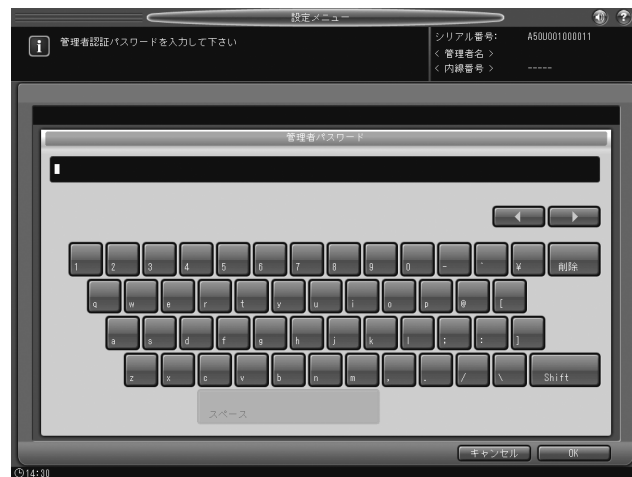 設定メニュー
管理者認証パスワードを入力して下さい
シリアル番号: A50U001000011
< 管理者名 >
< 内線番号 > -----
管理者パスワード
1 2 3 4 5 6 7 8 9 0 - ^ ¥ 削除
q w e r t y u i o p @ [
a s d f g h j k l ; : ]
z x c v b n m , . / \ Shift
スペース
キャンセル OK
14:30